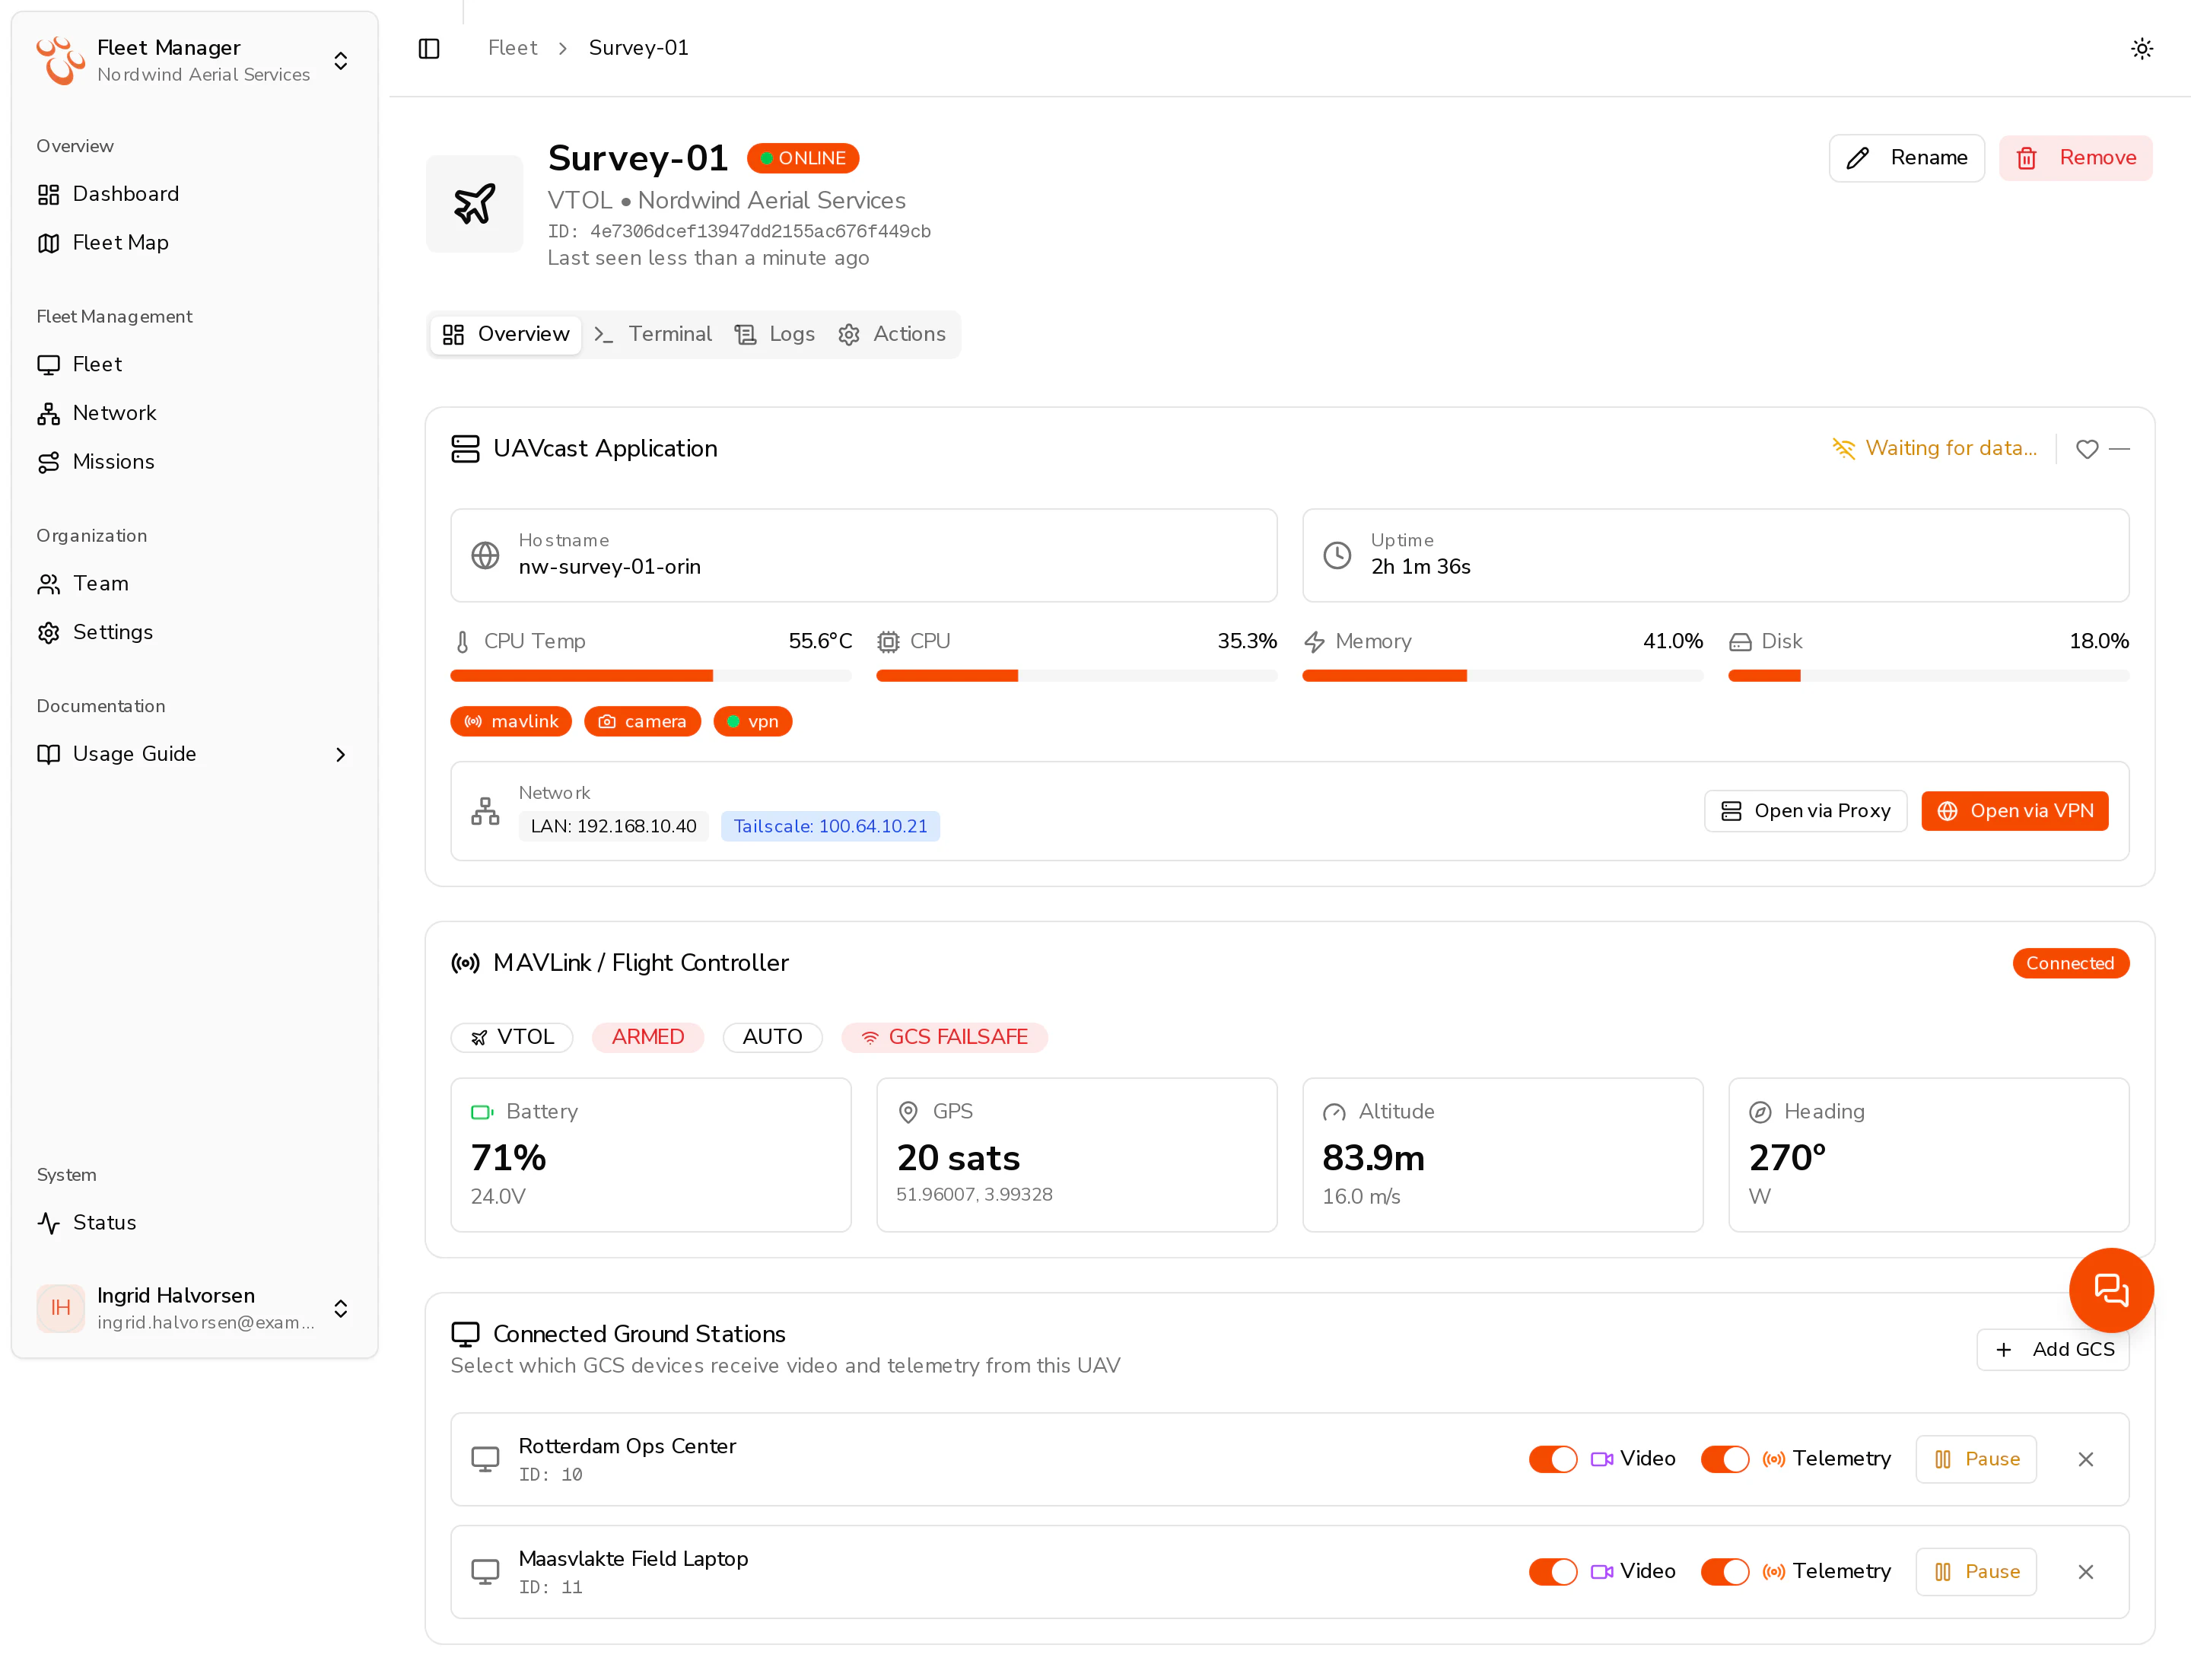 Fleet Manager
Nordwind Aerial Services
Overview
Dashboard
Fleet Map
Fleet Management
Fleet
Network
Missions
Organization
Team
Settings
Documentation
Usage Guide
System
Status
IH
Ingrid Halvorsen
ingrid.halvorsen@exam...
Fleet > Survey-01
Survey-01 ONLINE
VTOL • Nordwind Aerial Services
ID: 4e7306dcef13947dd2155ac676f449cb
Last seen less than a minute ago
Rename Remove
Overview Terminal Logs Actions
UAVcast Application
Waiting for data... —
Hostname
nw-survey-01-orin
Uptime
2h 1m 36s
CPU Temp 55.6°C
CPU 35.3%
Memory 41.0%
Disk 18.0%
mavlink camera vpn
Network
LAN: 192.168.10.40 Tailscale: 100.64.10.21
Open via Proxy Open via VPN
MAVLink / Flight Controller
Connected
VTOL ARMED AUTO GCS FAILSAFE
Battery
71%
24.0V
GPS
20 sats
51.96007, 3.99328
Altitude
83.9m
16.0 m/s
Heading
270°
W
Connected Ground Stations
Select which GCS devices receive video and telemetry from this UAV
Add GCS
Rotterdam Ops Center
ID: 10
Video Telemetry Pause
Maasvlakte Field Laptop
ID: 11
Video Telemetry Pause